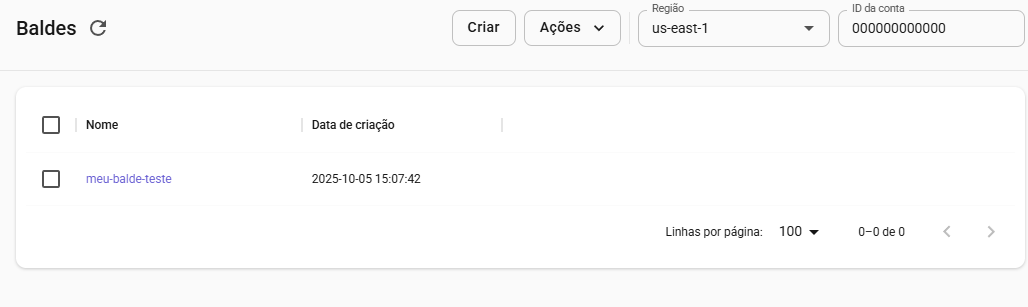 Baldes
Criar
Ações
Região
us-east-1
ID da conta
000000000000
Nome
Data de criação
meu-balde-teste
2025-10-05 15:07:42
Linhas por página:
100
0–0 de 0